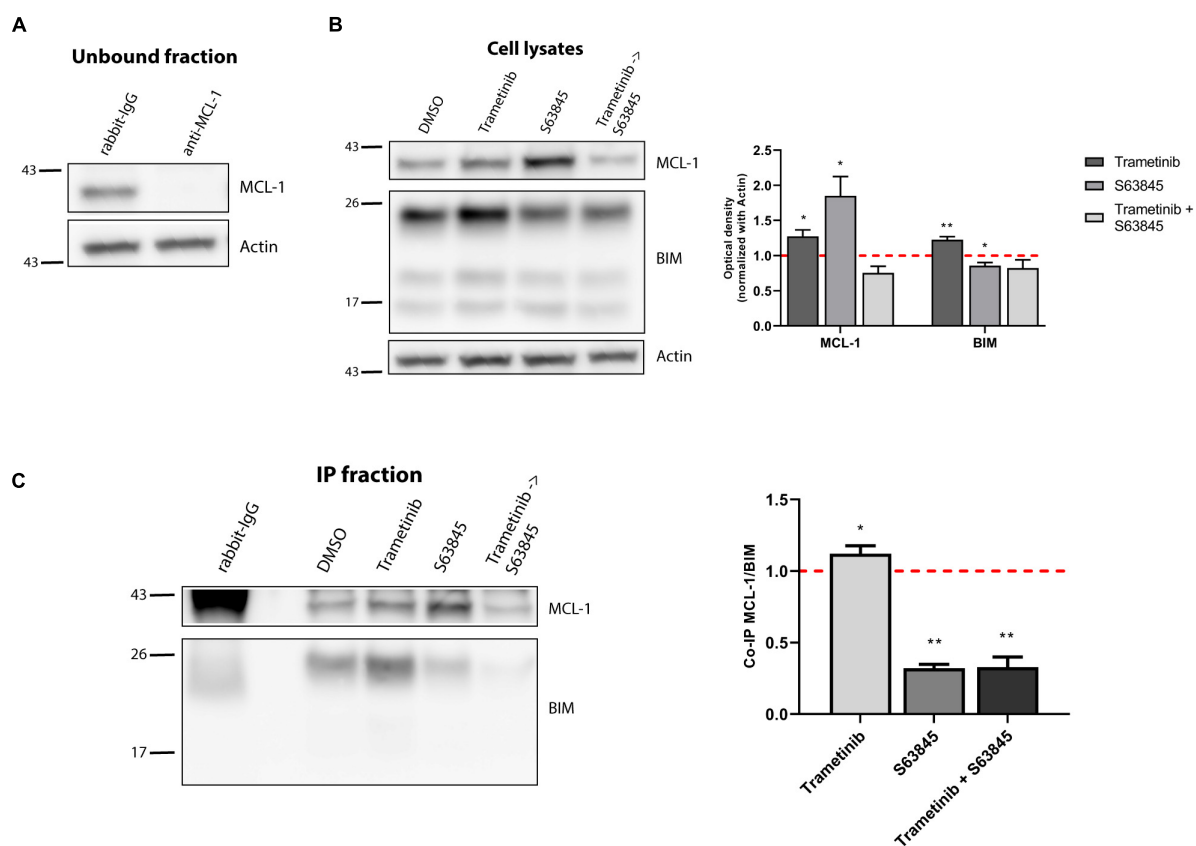 A
Unbound fraction
rabbit-IgG
anti-MCL-1
43
MCL-1
Actin
43
B
Cell lysates
DMSO
Trametinib
S63845
Trametinib ->
S63845
43
MCL-1
26
BIM
17
Actin
43
Optical density
(normalized with Actin)
2.5
2.0
1.5
1.0
0.5
0.0
*
*
**
*
MCL-1
BIM
Trametinib
S63845
Trametinib +
S63845
C
IP fraction
rabbit-IgG
DMSO
Trametinib
S63845
Trametinib ->
S63845
43
MCL-1
26
BIM
17
Co-IP MCL-1/BIM
1.5
1.0
0.5
0.0
*
**
**
Trametinib
S63845
Trametinib + S63845